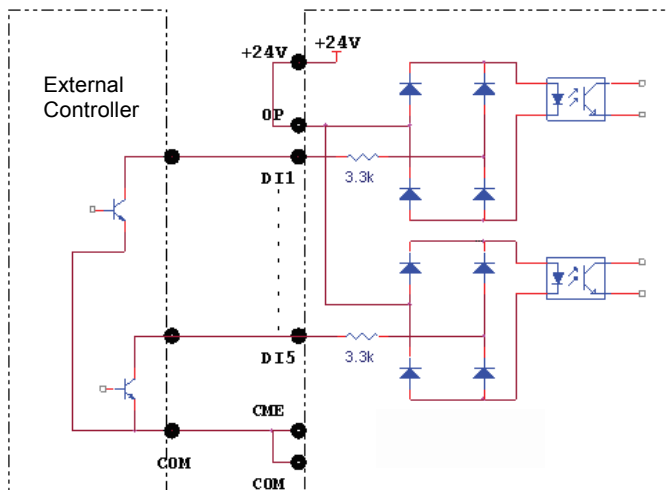 +24V
+24V
External
Controller
OP
DI1
3.3k
DI5
3.3k
CME
COM
COM